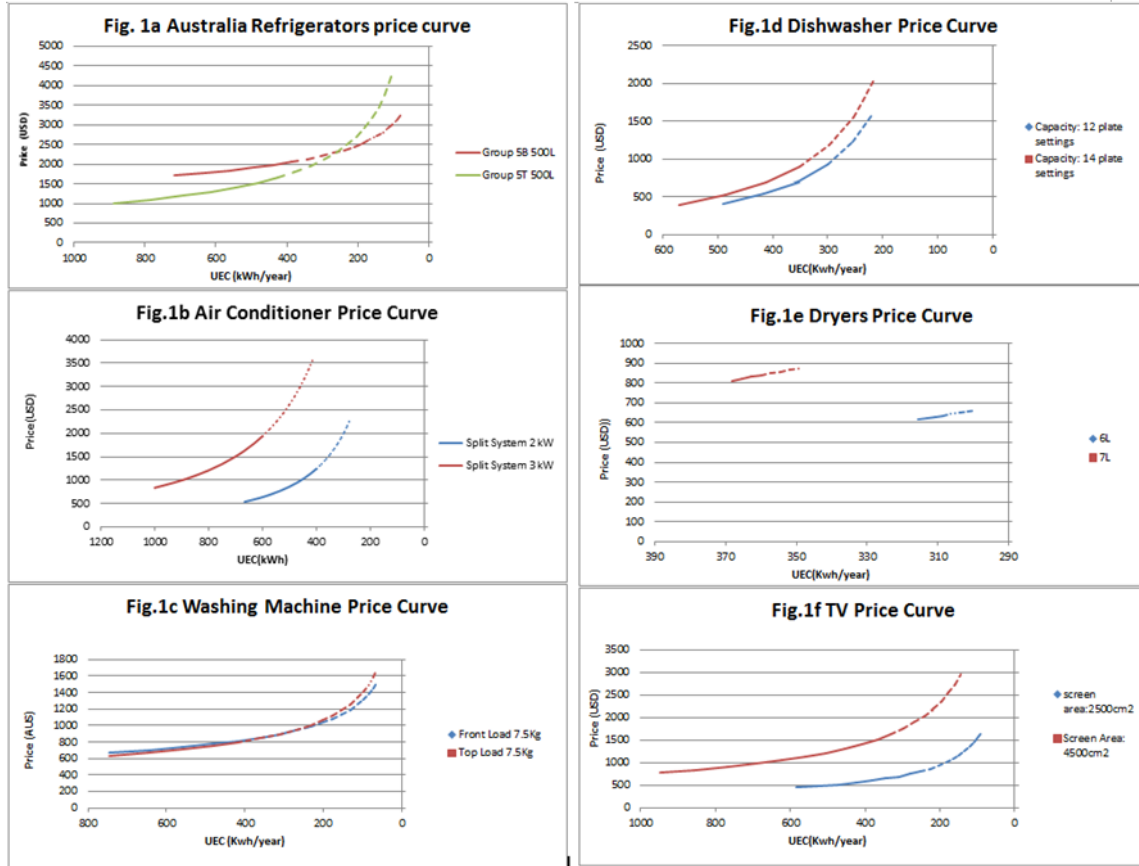 Fig. 1a Australia Refrigerators price curve
5000
4500
4000
3500
3000
2500
2000
1500
1000
500
0
Price (USD)
1000 800 600 400 200 0
UEC (kWh/year)
Group 5B 500L
Group 5T 500L
Fig.1b Air Conditioner Price Curve
4000
3500
3000
2500
2000
1500
1000
500
0
Price(USD)
1200 1000 800 600 400 200 0
UEC(kWh)
Split System 2 kW
Split System 3 kW
Fig.1c Washing Machine Price Curve
1800
1600
1400
1200
1000
800
600
400
200
0
Price (AUS)
800 600 400 200 0
UEC (Kwh/year)
Front Load 7.5Kg
Top Load 7.5Kg
Fig.1d Dishwasher Price Curve
2500
2000
1500
1000
500
0
Price (USD)
600 500 400 300 200 100 0
UEC(Kwh/year)
Capacity: 12 plate
settings
Capacity: 14 plate
settings
Fig.1e Dryers Price Curve
1000
900
800
700
600
500
400
300
200
100
0
Price (USD))
390 370 350 330 310 290
UEC(Kwh/year)
6L
7L
Fig.1f TV Price Curve
3500
3000
2500
2000
1500
1000
500
0
Price (USD)
1000 800 600 400 200 0
UEC (Kwh/year)
screen
area:2500cm2
Screen Area:
4500cm2